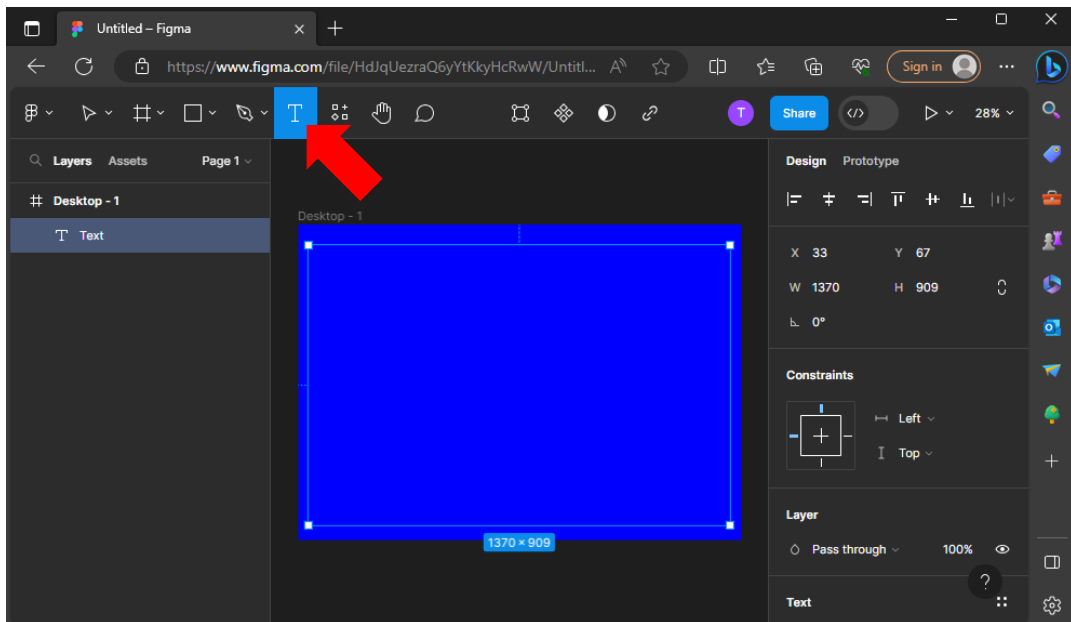 Untitled – Figma
https://www.figma.com/file/HdJqUezraQ6yYtKkyHcRwW/Untitl... A
Sign in
T
T
Share
28%
Layers Assets Page 1
Design Prototype
Desktop - 1
Desktop - 1
T Text
X 33 Y 67
W 1370 H 909
0°
Constraints
Left
Top
1370 × 909
Layer
Pass through 100%
?
Text